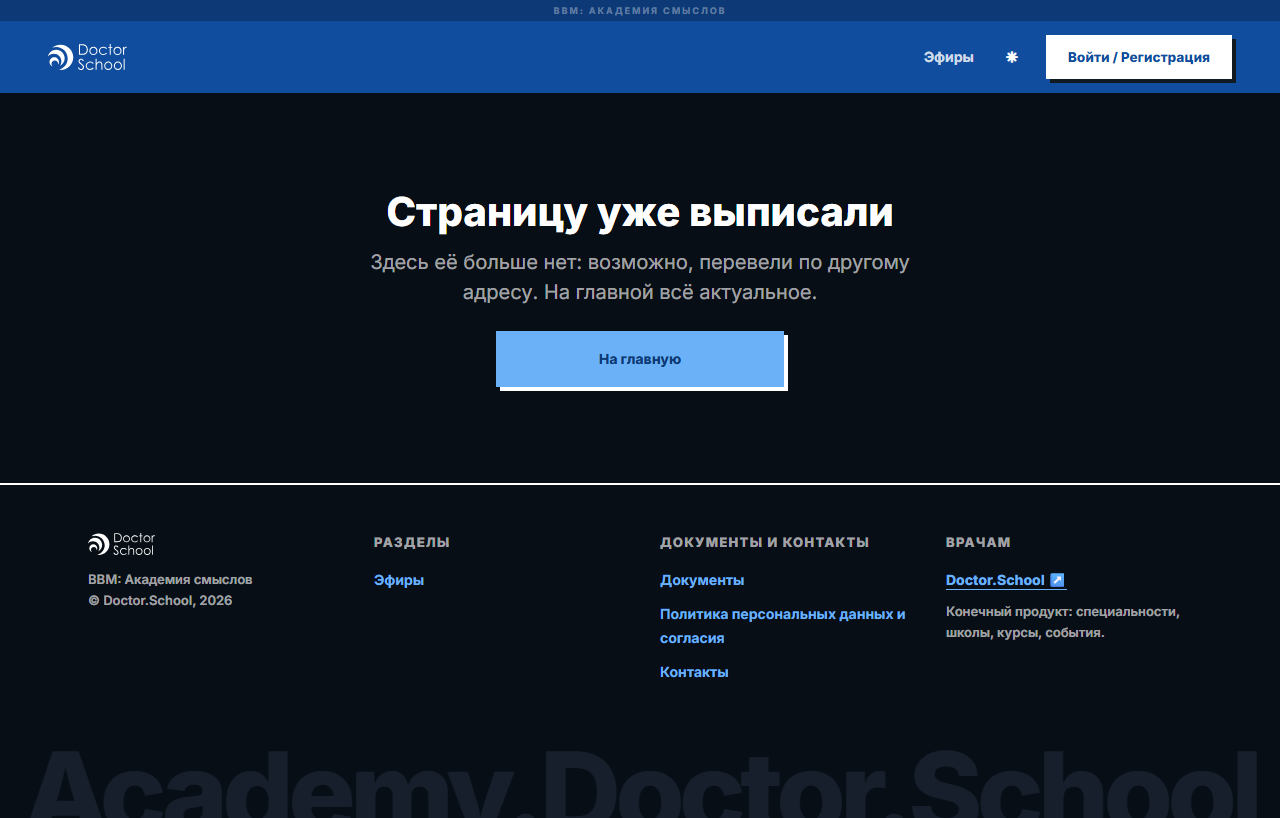 ВВМ: АКАДЕМИЯ СМЫСЛОВ
Doctor
School
Эфиры
Войти / Регистрация
Страницу уже выписали
Здесь её больше нет: возможно, перевели по другому
адресу. На главной всё актуальное.
На главную
Doctor
School
ВВМ: Академия смыслов
© Doctor.School, 2026
РАЗДЕЛЫ
Эфиры
ДОКУМЕНТЫ И КОНТАКТЫ
Документы
Политика персональных данных и
согласия
Контакты
ВРАЧАМ
Doctor.School ↗
Конечный продукт: специальности,
школы, курсы, события.
Academy.Doctor.School